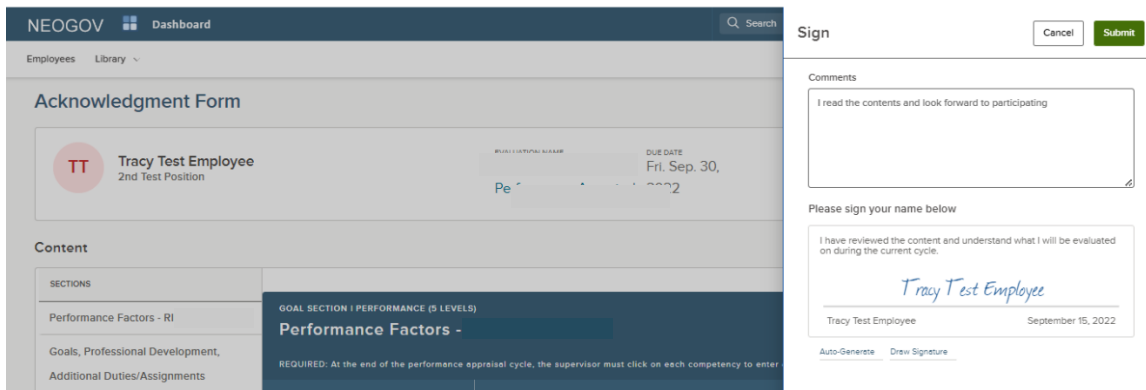 NEOGOV Dashboard Search
Employees Library
Acknowledgment Form
TT
Tracy Test Employee
2nd Test Position
DUE DATE
Fri. Sep. 30,
Content
SECTIONS
Performance Factors - RI
Goals, Professional Development,
Additional Duties/Assignments
GOAL SECTION | PERFORMANCE (5 LEVELS)
Performance Factors -
REQUIRED: At the end of the performance appraisal cycle, the supervisor must click on each competency to enter
Sign
Cancel Submit
Comments
I read the contents and look forward to participating
Please sign your name below
I have reviewed the content and understand what I will be evaluated
on during the current cycle.
Tracy Test Employee
Tracy Test Employee September 15, 2022
Auto-Generate Draw Signature